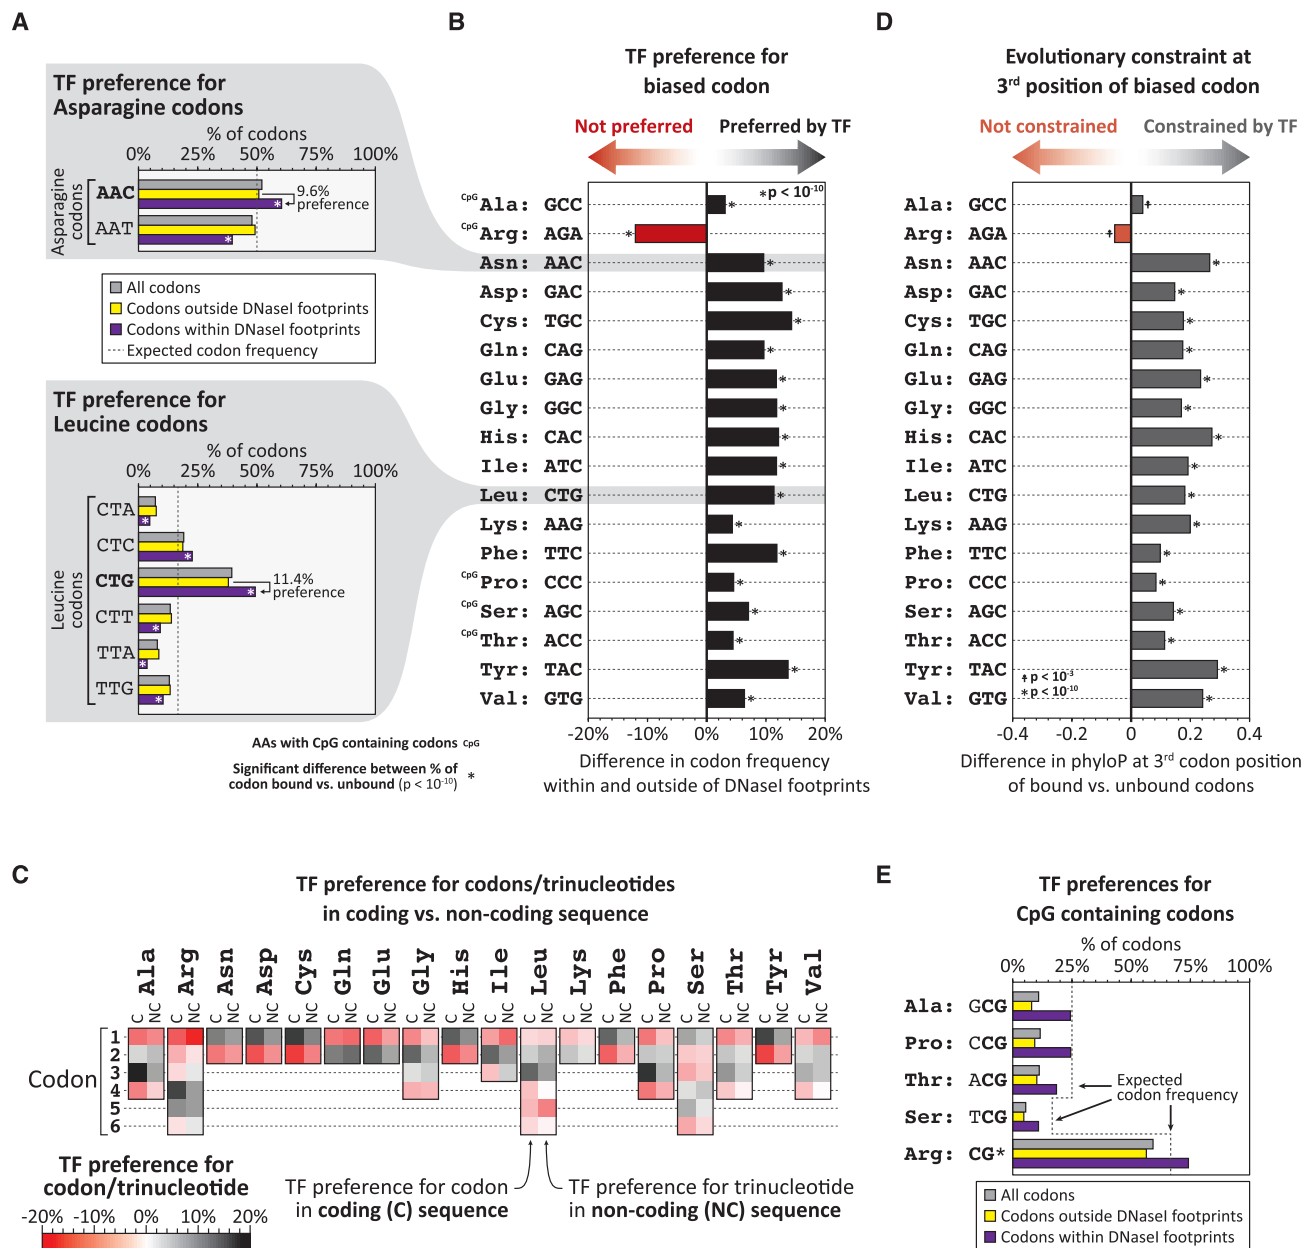 A
TF preference for
Asparagine codons
% of codons
0% 25% 50% 75% 100%
Asparagine
codons
AAC
AAT
9.6%
preference
*
*
All codons
Codons outside DNaseI footprints
Codons within DNaseI footprints
Expected codon frequency
TF preference for
Leucine codons
% of codons
0% 25% 50% 75% 100%
Leucine
codons
CTA
CTC
CTG
CTT
TTA
TTG
11.4%
preference
*
*
*
*
*
*
AAs with CpG containing codons CpG
Significant difference between % of
codon bound vs. unbound (p < 10-10) *
B
TF preference for
biased codon
Not preferred Preferred by TF
*p < 10-10
CpG Ala: GCC *
CpG Arg: AGA *
Asn: AAC *
Asp: GAC *
Cys: TGC *
Gln: CAG *
Glu: GAG *
Gly: GGC *
His: CAC *
Ile: ATC *
Leu: CTG *
Lys: AAG *
Phe: TTC *
CpG Pro: CCC *
CpG Ser: AGC *
CpG Thr: ACC *
Tyr: TAC *
Val: GTG *
-20% -10% 0% 10% 20%
Difference in codon frequency
within and outside of DNaseI footprints
D
Evolutionary constraint at
3rd position of biased codon
Not constrained Constrained by TF
Ala: GCC
Arg: AGA
Asn: AAC *
Asp: GAC *
Cys: TGC *
Gln: CAG *
Glu: GAG *
Gly: GGC *
His: CAC *
Ile: ATC *
Leu: CTG *
Lys: AAG *
Phe: TTC *
Pro: CCC *
Ser: AGC *
Thr: ACC *
Tyr: TAC *
Val: GTG *
p < 10-3
* p < 10-10
-0.4 -0.2 0 0.2 0.4
Difference in phyloP at 3rd codon position
of bound vs. unbound codons
C
TF preference for codons/trinucleotides
in coding vs. non-coding sequence
Ala Arg Asn Asp Cys Gln Glu Gly His Ile Leu Lys Phe Pro Ser Thr Tyr Val
C NC C NC C NC C NC C NC C NC C NC C NC C NC C NC C NC C NC C NC C NC C NC C NC C NC C NC
Codon
1
2
3
4
5
6
TF preference for codon
in coding (C) sequence
TF preference for trinucleotide
in non-coding (NC) sequence
TF preference for
codon/trinucleotide
-20% -10% 0% 10% 20%
E
TF preferences for
CpG containing codons
% of codons
0% 25% 50% 75% 100%
Ala: GCG
Pro: CCG
Thr: ACG
Ser: TCG
Arg: CG*
Expected
codon frequency
All codons
Codons outside DNaseI footprints
Codons within DNaseI footprints